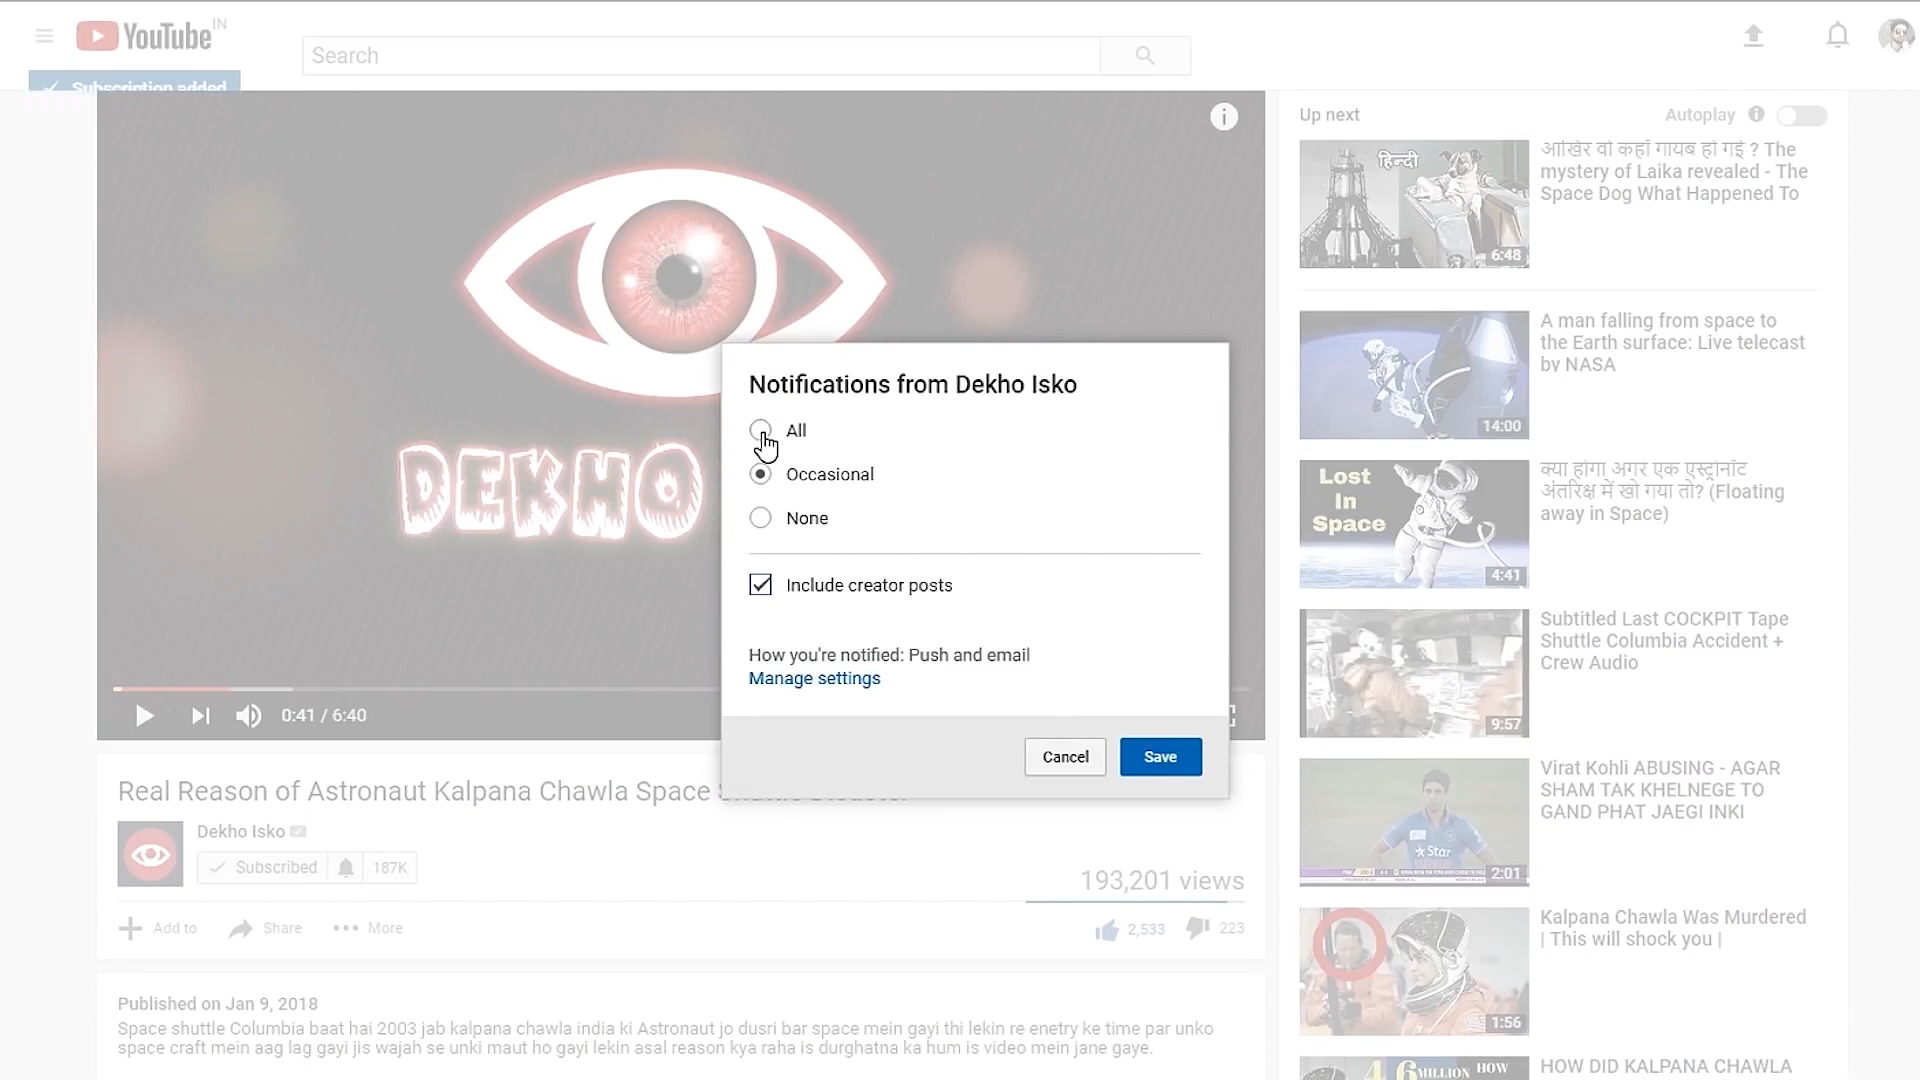 YouTube IN
Search
Subscription added
Up next
Autoplay
DEKHO
हिन्दी
6:48
आखिर वो कहाँ गायब हो गई ? The
mystery of Laika revealed - The
Space Dog What Happened To
14:00
A man falling from space to
the Earth surface: Live telecast
by NASA
Lost
In
Space
4:41
क्या होगा अगर एक एस्ट्रोनॉट
अंतरिक्ष में खो गया तो? (Floating
away in Space)
9:57
Subtitled Last COCKPIT Tape
Shuttle Columbia Accident +
Crew Audio
Star
2:01
Virat Kohli ABUSING - AGAR
SHAM TAK KHELNEGE TO
GAND PHAT JAEGI INKI
1:56
Kalpana Chawla Was Murdered
| This will shock you |
4.6 MILLION HOW
HOW DID KALPANA CHAWLA
Notifications from Dekho Isko
All
Occasional
None
Include creator posts
How you're notified: Push and email
Manage settings
Cancel
Save
0:41 / 6:40
Real Reason of Astronaut Kalpana Chawla Space
Dekho Isko
Subscribed
187K
193,201 views
Add to
Share
More
2,533
223
Published on Jan 9, 2018
Space shuttle Columbia baat hai 2003 jab kalpana chawla india ki Astronaut jo dusri bar space mein gayi thi lekin re enetry ke time par unko
space craft mein aag lag gayi jis wajah se unki maut ho gayi lekin asal reason kya raha is durghatna ka hum is video mein jane gaye.